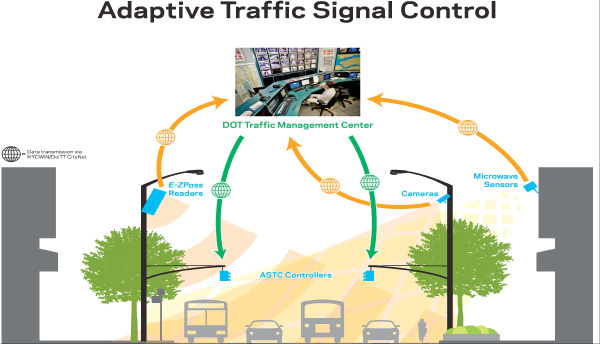 Adaptive Traffic Signal Control
DOT Traffic Management Center
Data transmission via
NYCWiN/DoITT CityNet
E-ZPass
Readers
Cameras
Microwave
Sensors
ASTC Controllers